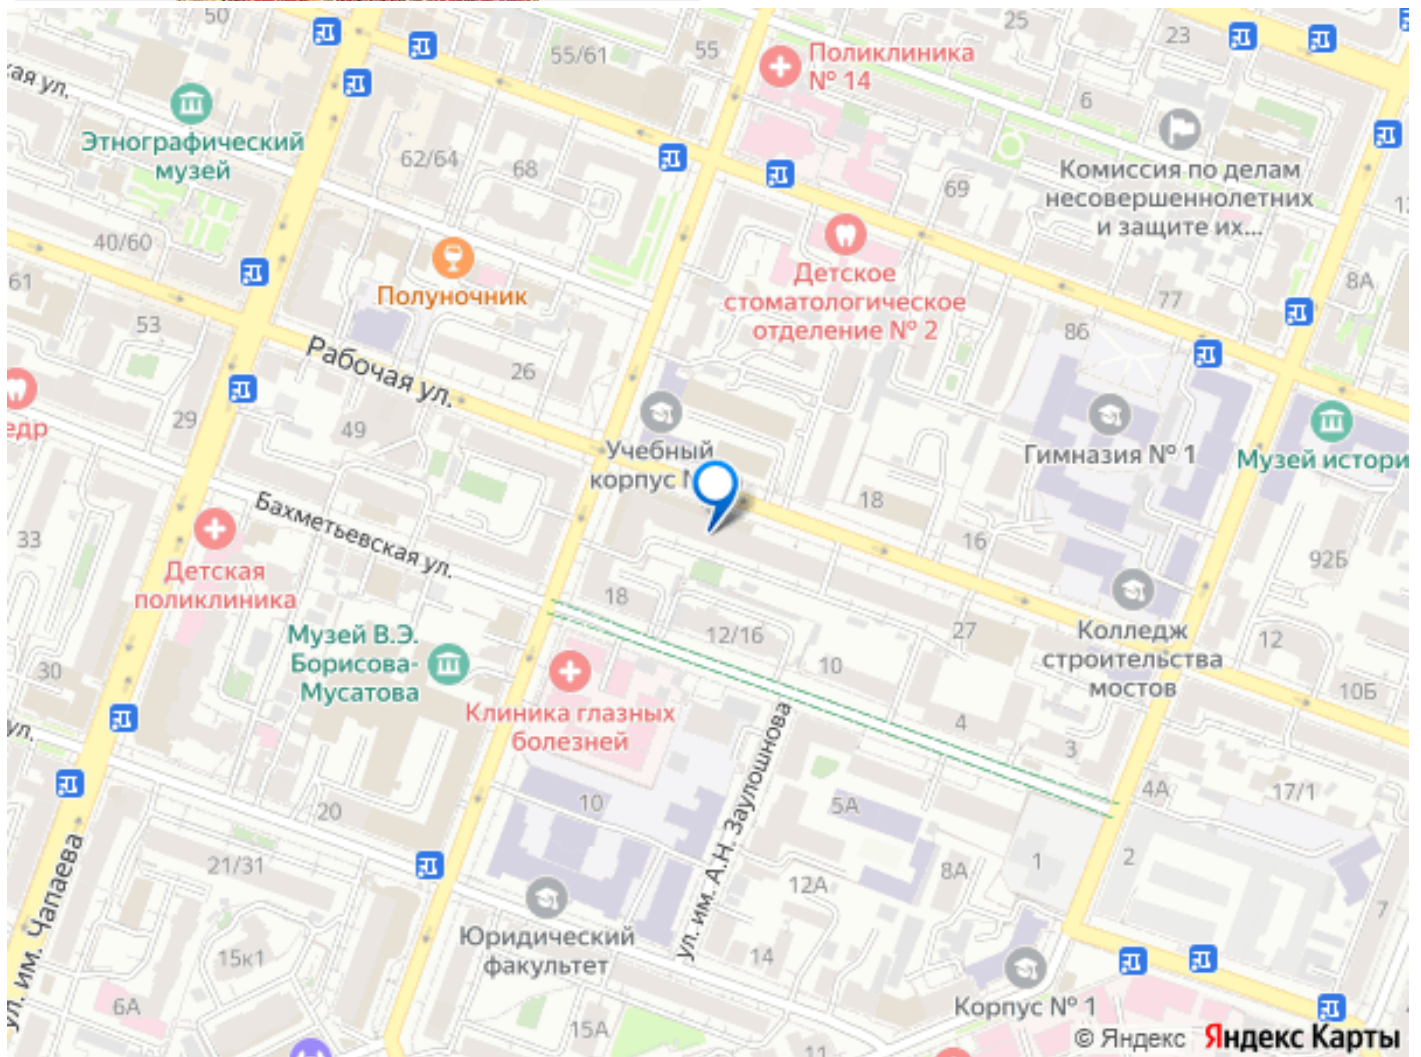 50
55/61
55
25
23
Поликлиника
№ 14
кая ул.
6
Этнографический
музей
62/64
68
69
Комиссия по делам
несовершеннолетних
и защите их...
40/60
Детское
стоматологическое
отделение № 2
61
53
Полуночник
8А
77
86
Рабочая ул.
26
29
49
едр
Учебный
корпус
Гимназия № 1
Музей истори
Бахметьевская ул.
33
18
16
92Б
Детская
поликлиника
18
12/16
27
Колледж
строительства
мостов
12
Музей В.Э.
Борисова-
Мусатова
10
30
10Б
Клиника глазных
болезней
4
3
ул.
ул. им. А.Н. Заулошнова
4А
17/1
20
10
5А
21/31
1
2
8А
12А
7
ул. им. Чапаева
Юридический
факультет
15к1
14
6А
Корпус № 1
15А
11
© Яндекс Яндекс Карты